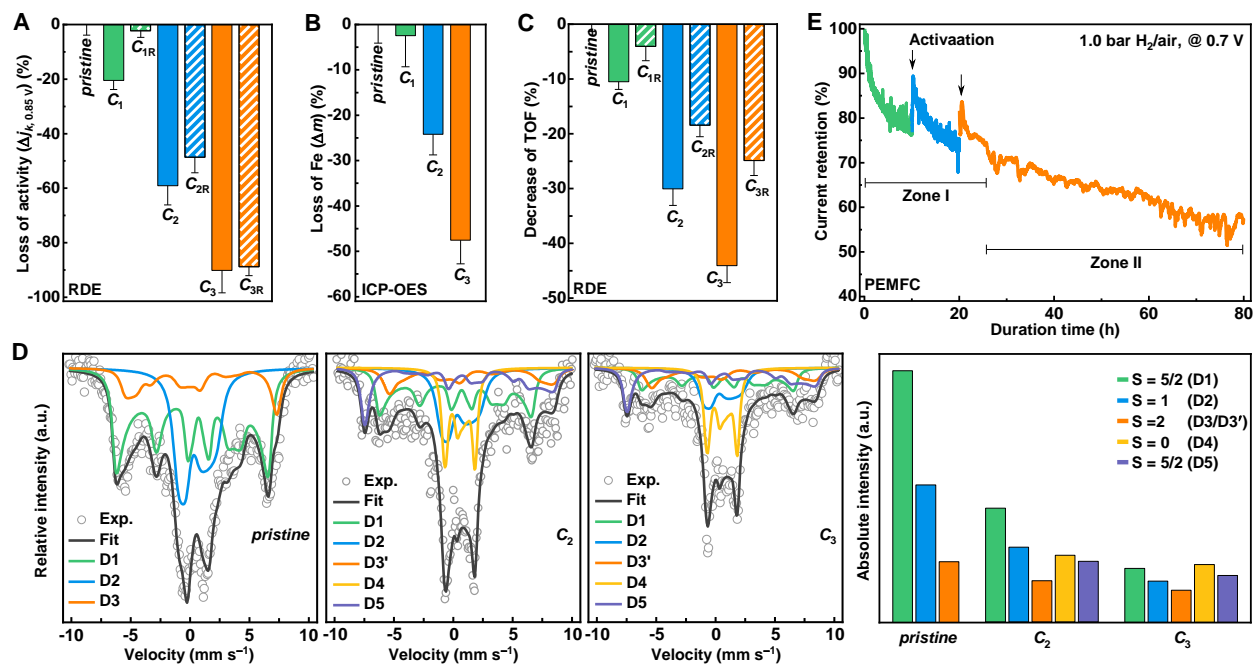 A
Loss of activity (Δjₖ, 0.85 V) (%)
0
-20
-40
-60
-80
-100
pristine
C₁
C₁R
C₂
C₂R
C₃
C₃R
RDE
B
Loss of Fe (Δm) (%)
0
-10
-20
-30
-40
-50
-60
pristine
C₁
C₂
C₃
ICP-OES
C
Decrease of TOF (%)
0
-10
-20
-30
-40
-50
pristine
C₁
C₁R
C₂
C₂R
C₃
C₃R
RDE
E
Current retention (%)
100
90
80
70
60
50
40
Activaation
1.0 bar H₂/air, @ 0.7 V
Zone I
Zone II
PEMFC
0 20 40 60 80
Duration time (h)
D
Relative intensity (a.u.)
Exp.
Fit
D1
D2
D3
pristine
-10 -5 0 5 10
Velocity (mm s⁻¹)
Exp.
Fit
D1
D2
D3'
D4
D5
C₂
-10 -5 0 5 10
Velocity (mm s⁻¹)
Exp.
Fit
D1
D2
D3'
D4
D5
C₃
-10 -5 0 5 10
Velocity (mm s⁻¹)
Absolute intensity (a.u.)
S = 5/2 (D1)
S = 1 (D2)
S =2 (D3/D3')
S = 0 (D4)
S = 5/2 (D5)
pristine C₂ C₃